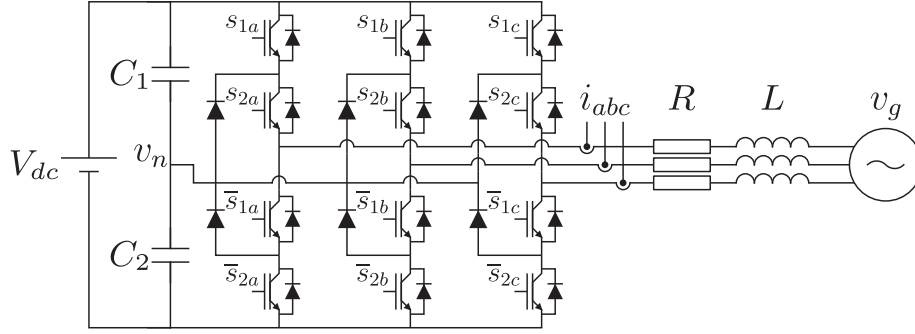 s1a s1b s1c
C1
s2a s2b s2c iabc R L vg
Vdc vn
s̅1a s̅1b s̅1c
C2
s̅2a s̅2b s̅2c